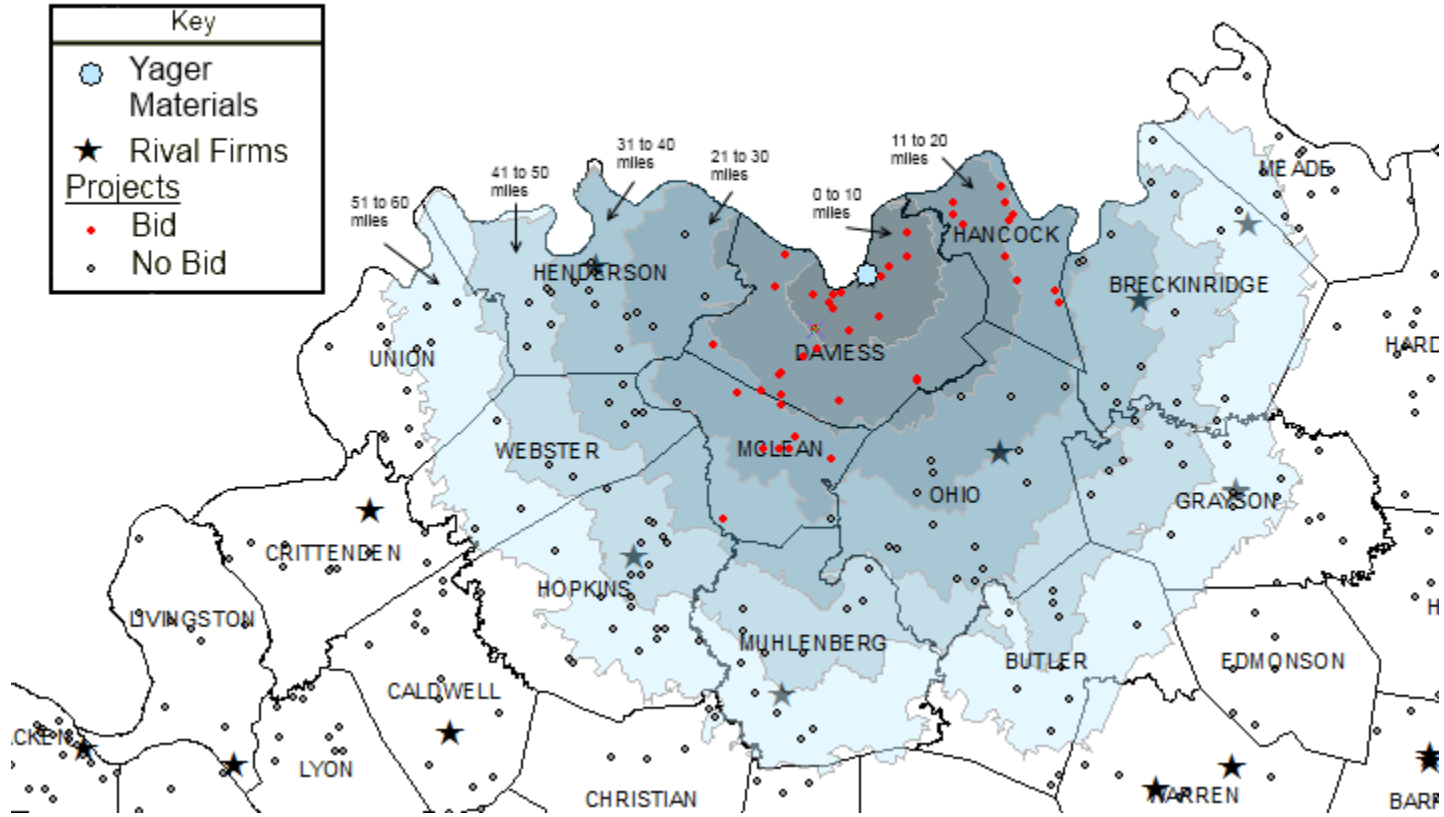 Key
Yager
Materials
Rival Firms
Projects
Bid
No Bid
51 to 60
miles
41 to 50
miles
31 to 40
miles
21 to 30
miles
0 to 10
miles
11 to 20
miles
MEADE
HANCOCK
HENDERSON
BRECKINRIDGE
UNION
DAVIESS
HARD
WEBSTER
MCLEAN
OHIO
GRAYSON
CRITTENDEN
HOPKINS
H
LIVINGSTON
MUHLENBERG
BUTLER
EDMONSON
CALDWELL
ACKEN
LYON
CHRISTIAN
WARREN
BARR